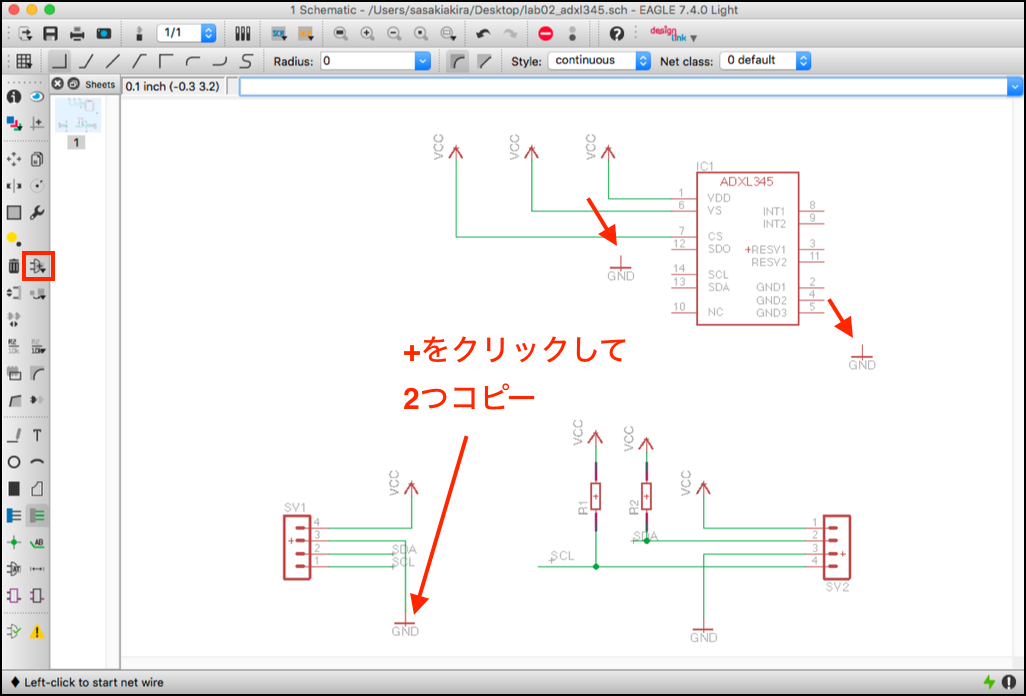 1 Schematic - /Users/sasakiakira/Desktop/lab02_adxl345.sch - EAGLE 7.4.0 Light
1/1
design link
Radius: 0
Style: continuous
Net class: 0 default
Sheets
0.1 inch (-0.3 3.2)
1
VCC
VCC
VCC
IC1
ADXL345
1 VDD
6 VS
7 CS
12 SDO
14 SCL
13 SDA
10 NC
INT1 8
INT2 9
+RESV1 3
RESV2 11
GND1 2
GND2 4
GND3 5
GND
GND
+をクリックして
2つコピー
VCC
SV1
4
3
2
1
SDA
SCL
GND
VCC
VCC
VCC
R1
R2
SDA
SCL
1
2
3
4
SV2
GND
Left-click to start net wire